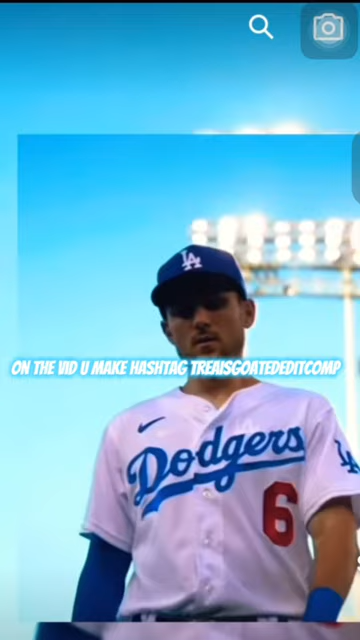 LA
ON THE VID U MAKE HASHTAG TREAISGOATEDEDITCOMP
Dodgers
LA
6